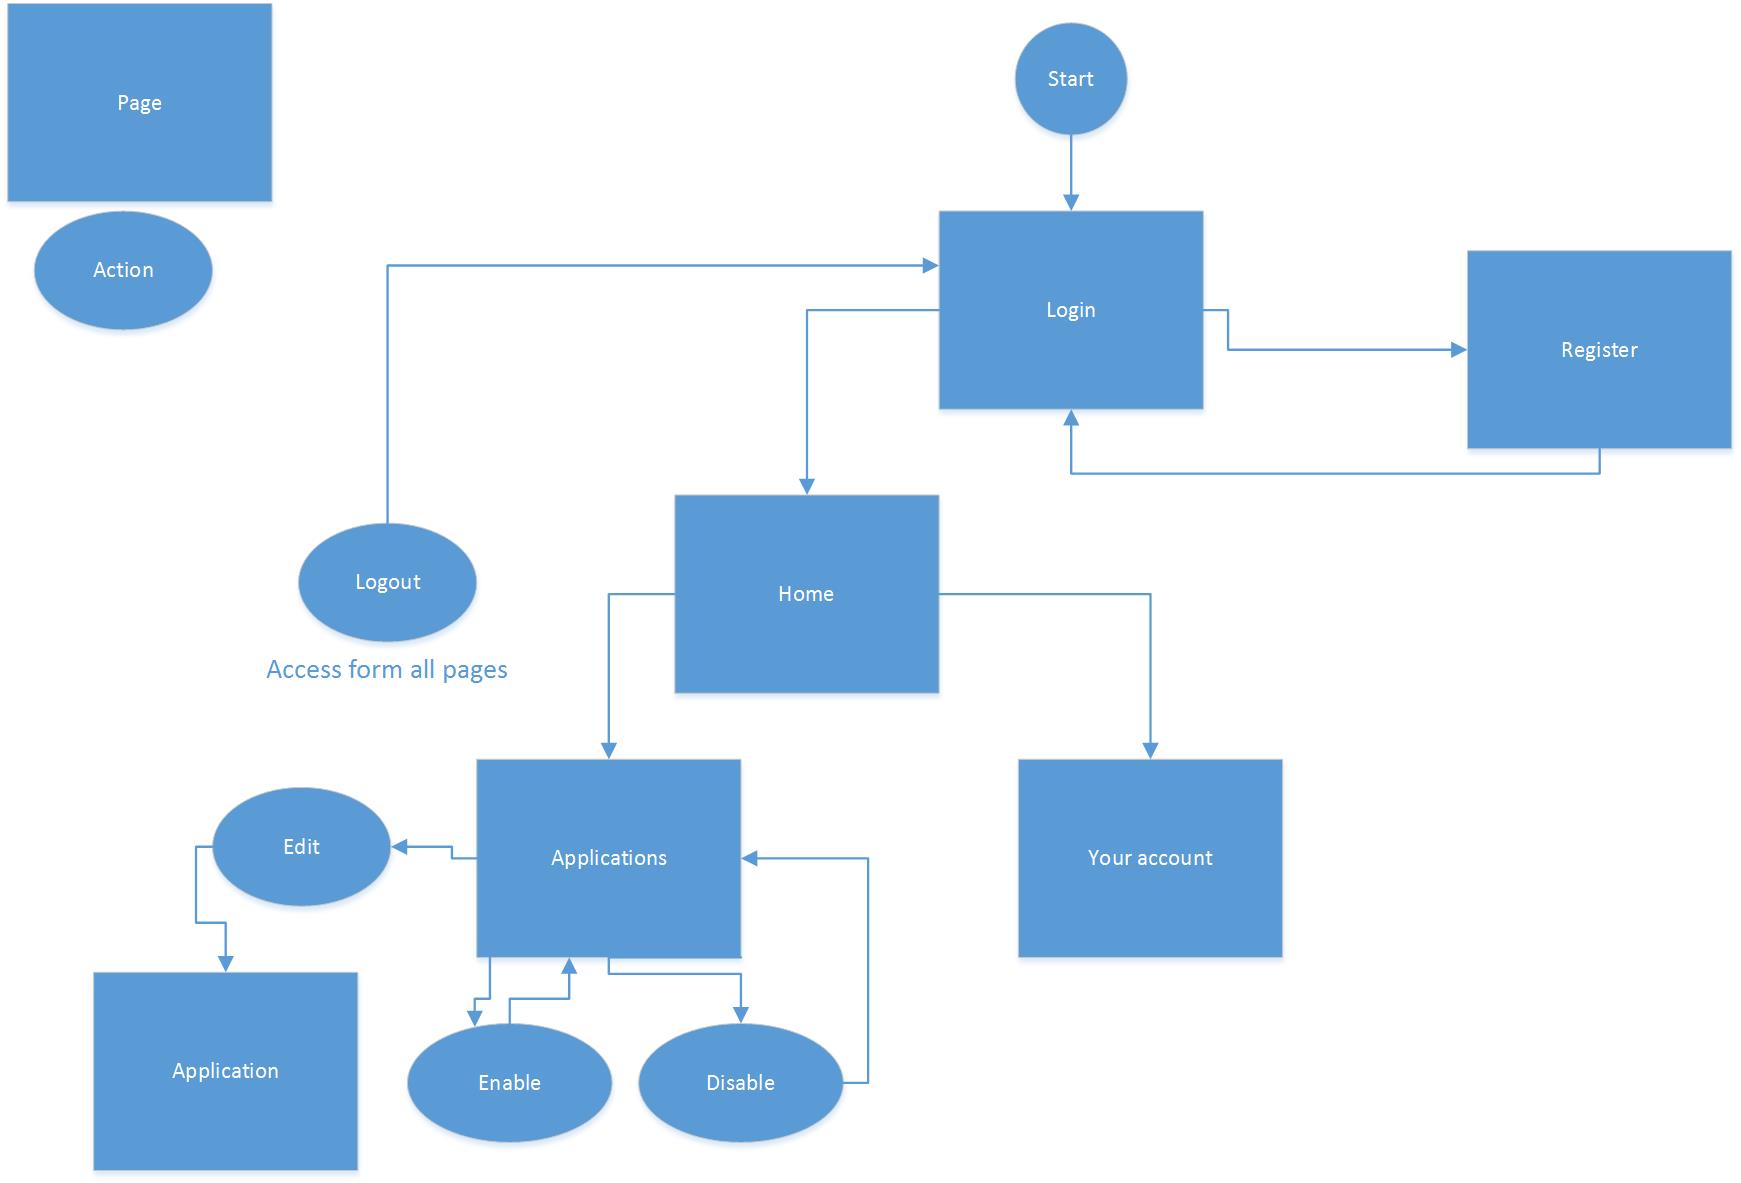 Page
Start
Action
Login
Register
Logout
Home
Access form all pages
Edit
Applications
Your account
Application
Enable
Disable